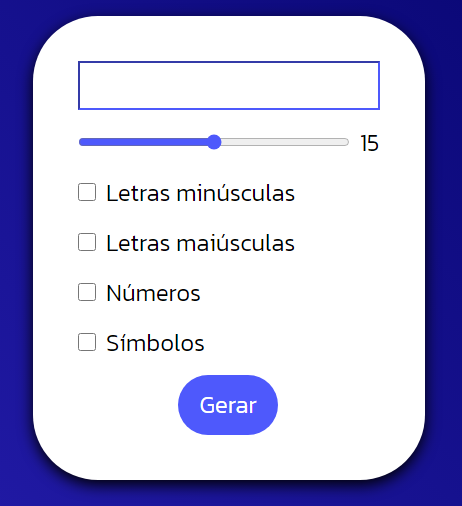 15
Letras minúsculas
Letras maiúsculas
Números
Símbolos
Gerar